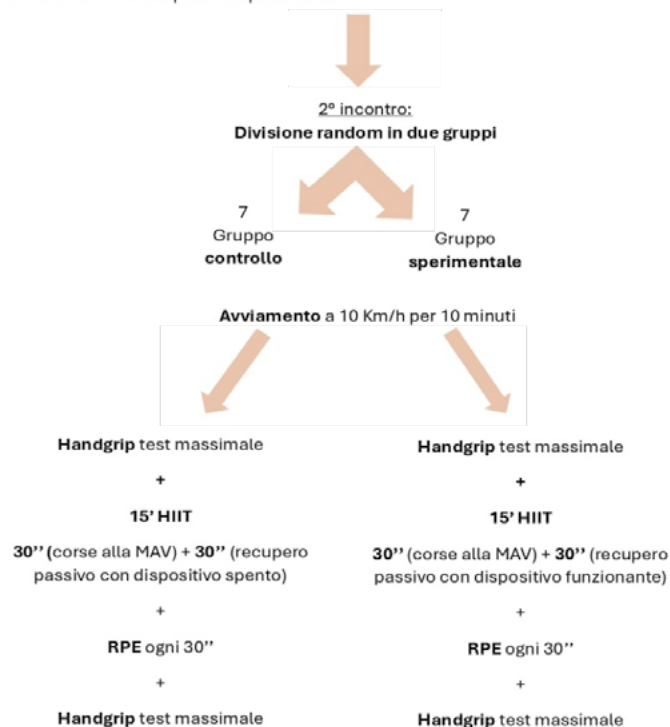 2° incontro:
Divisione random in due gruppi
7
Gruppo
controllo
7
Gruppo
sperimentale
Avviamento a 10 Km/h per 10 minuti
Handgrip test massimale
+
15’ HIIT
30’’ (corse alla MAV) + 30’’ (recupero
passivo con dispositivo spento)
+
RPE ogni 30’’
+
Handgrip test massimale
Handgrip test massimale
+
15’ HIIT
30’’ (corse alla MAV) + 30’’ (recupero
passivo con dispositivo funzionante)
+
RPE ogni 30’’
+
Handgrip test massimale